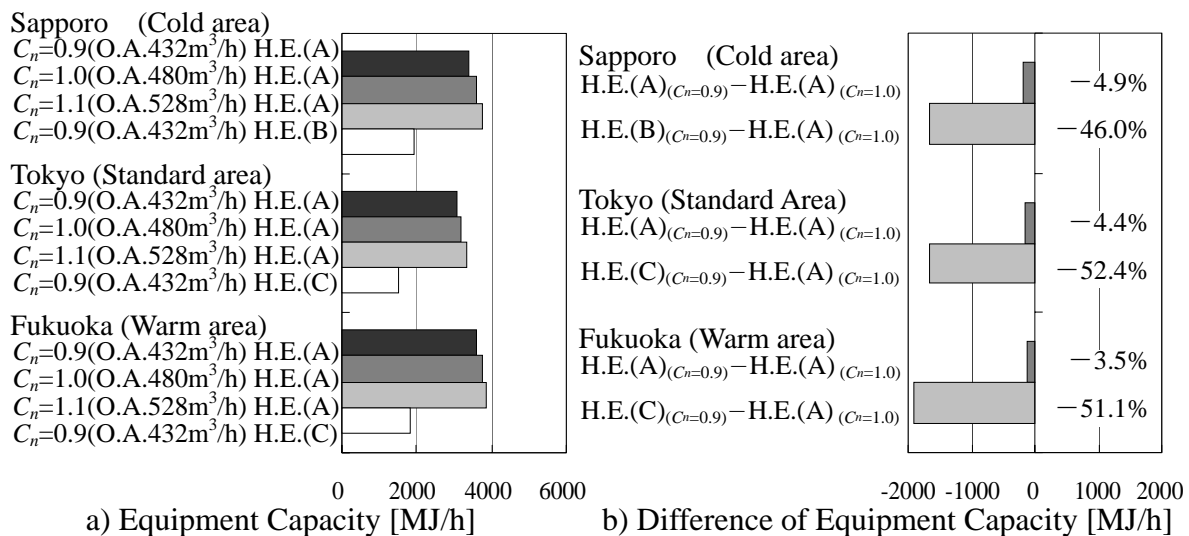 Sapporo (Cold area)
Cn=0.9(O.A.432m³/h) H.E.(A)
Cn=1.0(O.A.480m³/h) H.E.(A)
Cn=1.1(O.A.528m³/h) H.E.(A)
Cn=0.9(O.A.432m³/h) H.E.(B)
Tokyo (Standard area)
Cn=0.9(O.A.432m³/h) H.E.(A)
Cn=1.0(O.A.480m³/h) H.E.(A)
Cn=1.1(O.A.528m³/h) H.E.(A)
Cn=0.9(O.A.432m³/h) H.E.(C)
Fukuoka (Warm area)
Cn=0.9(O.A.432m³/h) H.E.(A)
Cn=1.0(O.A.480m³/h) H.E.(A)
Cn=1.1(O.A.528m³/h) H.E.(A)
Cn=0.9(O.A.432m³/h) H.E.(C)
0 2000 4000 6000
a) Equipment Capacity [MJ/h]
Sapporo (Cold area)
H.E.(A)(Cn=0.9)−H.E.(A) (Cn=1.0) −4.9%
H.E.(B)(Cn=0.9)−H.E.(A) (Cn=1.0) −46.0%
Tokyo (Standard Area)
H.E.(A)(Cn=0.9)−H.E.(A) (Cn=1.0) −4.4%
H.E.(C)(Cn=0.9)−H.E.(A) (Cn=1.0) −52.4%
Fukuoka (Warm area)
H.E.(A)(Cn=0.9)−H.E.(A) (Cn=1.0) −3.5%
H.E.(C)(Cn=0.9)−H.E.(A) (Cn=1.0) −51.1%
-2000 -1000 0 1000 2000
b) Difference of Equipment Capacity [MJ/h]